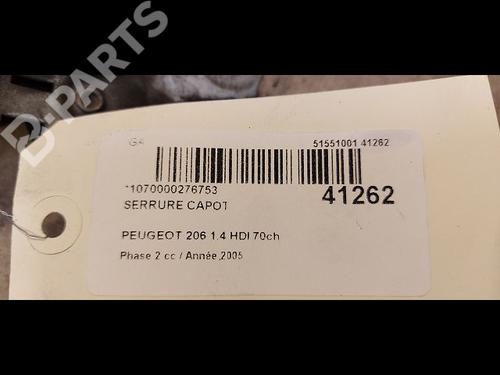 B-PARTS
GA
51551001 41262
*1070000276753
41262
SERRURE CAPOT
PEUGEOT 206 1.4 HDI 70ch
Phase 2 cc / Année,2005